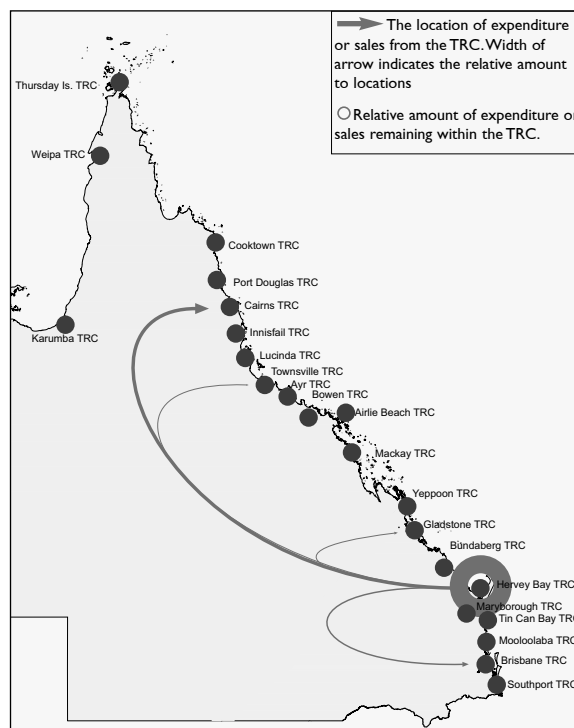 The location of expenditure
or sales from the TRC. Width of
arrow indicates the relative amount
to locations
Relative amount of expenditure or
sales remaining within the TRC.
Thursday Is. TRC
Weipa TRC
Cooktown TRC
Port Douglas TRC
Cairns TRC
Karumba TRC
Innisfail TRC
Lucinda TRC
Townsville TRC
Ayr TRC
Bowen TRC
Airlie Beach TRC
Mackay TRC
Yeppoon TRC
Gladstone TRC
Bundaberg TRC
Hervey Bay TRC
Maryborough TRC
Tin Can Bay TRC
Mooloolaba TRC
Brisbane TRC
Southport TRC